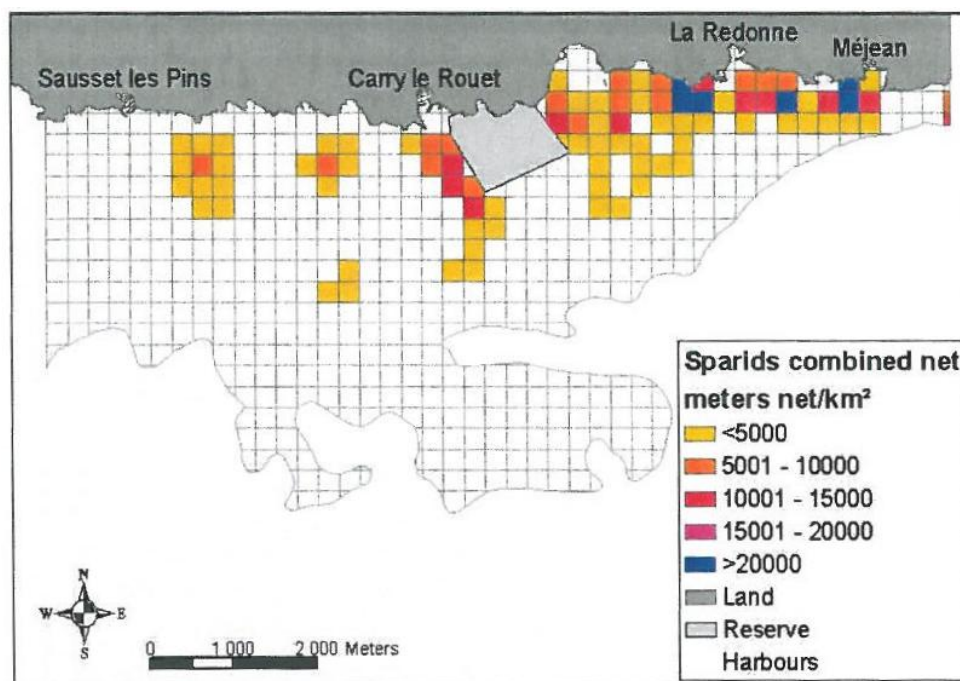 La Redonne
Méjean
Sausset les Pins
Carry le Rouet
Sparids combined net
meters net/km²
<5000
5001 - 10000
10001 - 15000
15001 - 20000
>20000
Land
Reserve
Harbours
N
W E
S
0 1 000 2 000 Meters